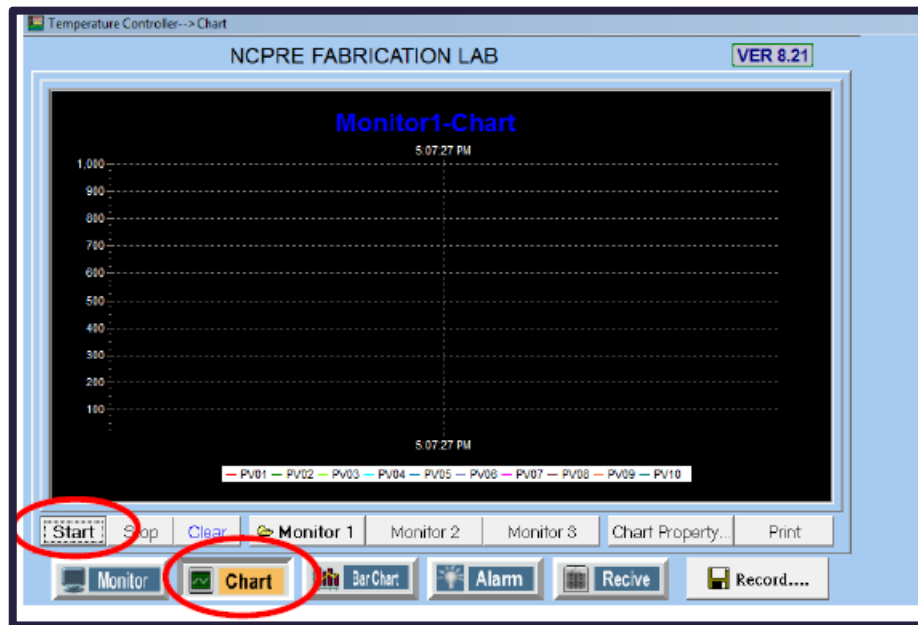 Temperature Controller-->Chart
NCPRE FABRICATION LAB
VER 8.21
Monitor1-Chart
5:07:27 PM
1,000
900
800
700
600
500
400
300
200
100
5:07:27 PM
PV01 PV02 PV03 PV04 PV05 PV06 PV07 PV08 PV09 PV10
Start Stop Clear Monitor 1 Monitor 2 Monitor 3 Chart Property... Print
Monitor Chart Bar Chart Alarm Recive Record....